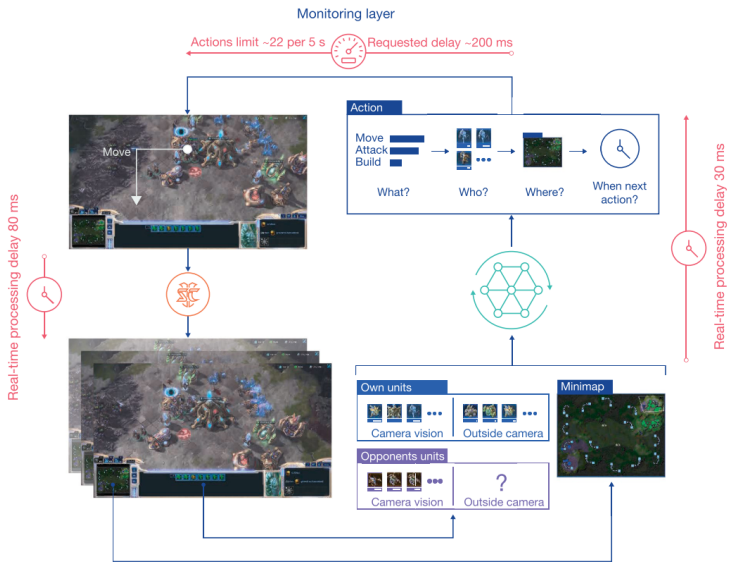 Monitoring layer
Actions limit ~22 per 5 s
Requested delay ~200 ms
Action
Move
Attack
Build
What?
Who?
Where?
When next
action?
Move
Real-time processing delay 80 ms
Real-time processing delay 30 ms
Own units
Camera vision
Outside camera
Opponents units
Camera vision
?
Outside camera
Minimap